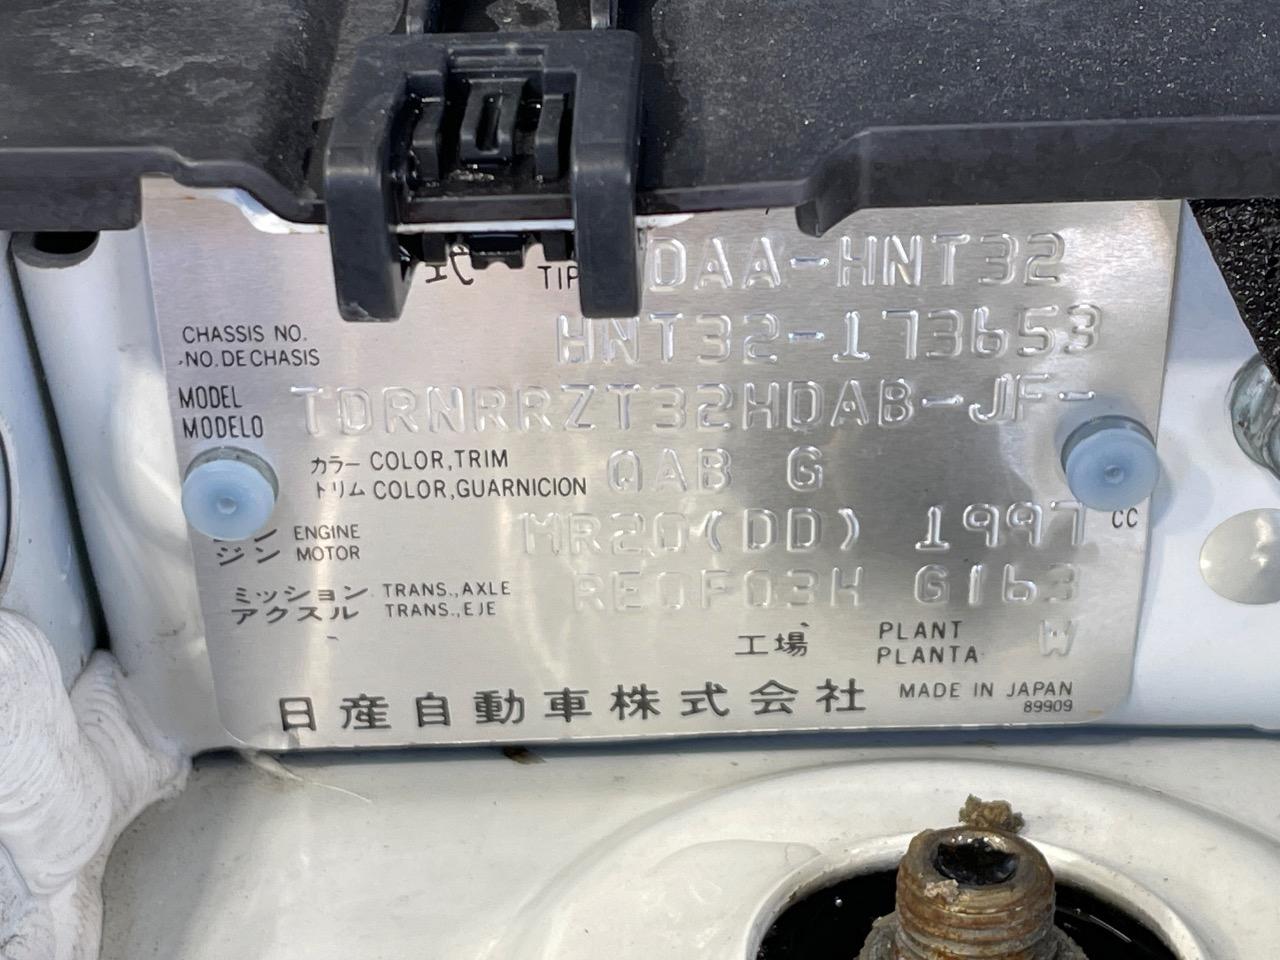 式 TIP DAA-HNT32
CHASSIS NO. HNT32-173653
NO. DE CHASIS
MODEL TDRNRRZT32HDAB-JF-
MODELO
カラー COLOR,TRIM QAB G
トリム COLOR,GUARNICION
ENGINE MR20(DD) 1997 CC
ジン MOTOR
ミッション TRANS.,AXLE RE0F03H G163
アクスル TRANS.,EJE
工場 PLANT W
PLANTA
日産自動車株式会社 MADE IN JAPAN
89909